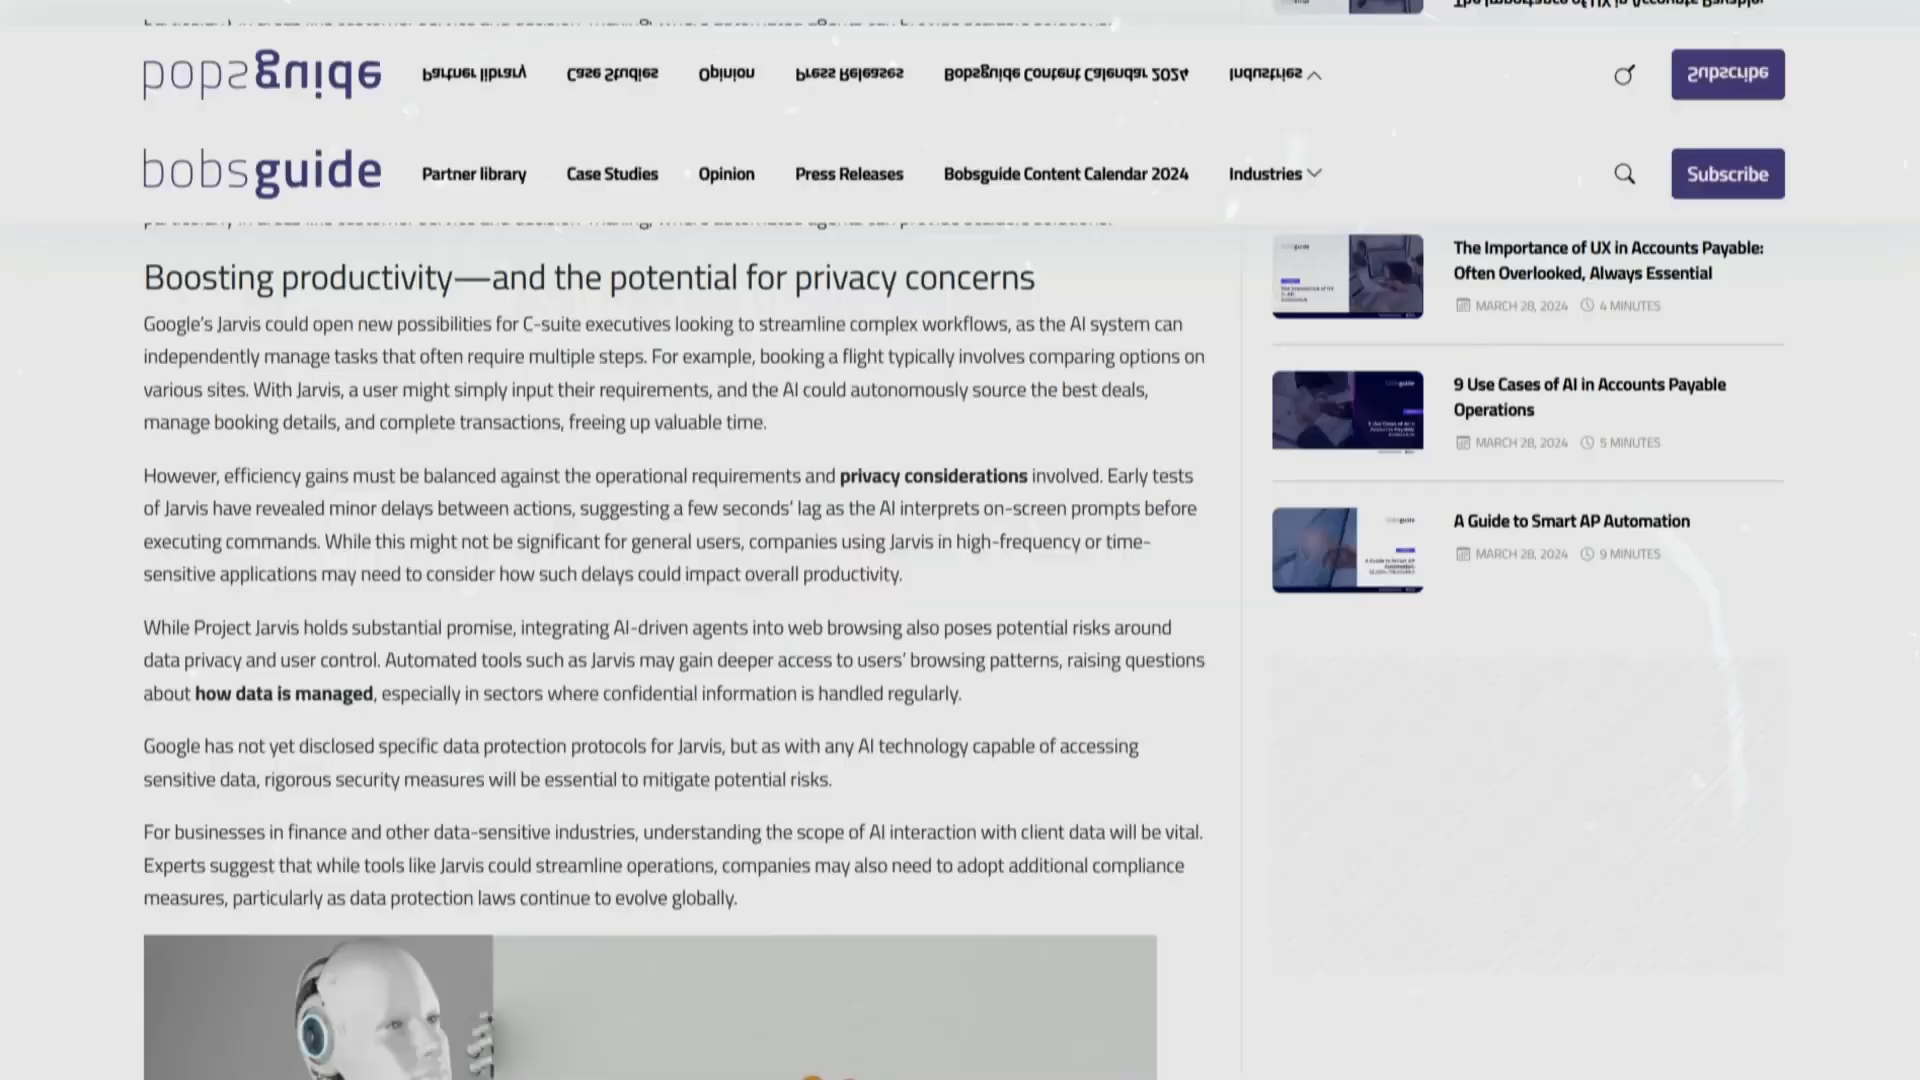 bobsguide
Partner library
Case Studies
Opinion
Press Releases
Bobsguide Content Calendar 2024
Industries
Subscribe
Boosting productivity—and the potential for privacy concerns
Google's Jarvis could open new possibilities for C-suite executives looking to streamline complex workflows, as the AI system can
independently manage tasks that often require multiple steps. For example, booking a flight typically involves comparing options on
various sites. With Jarvis, a user might simply input their requirements, and the AI could autonomously source the best deals,
manage booking details, and complete transactions, freeing up valuable time.
However, efficiency gains must be balanced against the operational requirements and privacy considerations involved. Early tests
of Jarvis have revealed minor delays between actions, suggesting a few seconds' lag as the AI interprets on-screen prompts before
executing commands. While this might not be significant for general users, companies using Jarvis in high-frequency or time-
sensitive applications may need to consider how such delays could impact overall productivity.
While Project Jarvis holds substantial promise, integrating AI-driven agents into web browsing also poses potential risks around
data privacy and user control. Automated tools such as Jarvis may gain deeper access to users' browsing patterns, raising questions
about how data is managed, especially in sectors where confidential information is handled regularly.
Google has not yet disclosed specific data protection protocols for Jarvis, but as with any AI technology capable of accessing
sensitive data, rigorous security measures will be essential to mitigate potential risks.
For businesses in finance and other data-sensitive industries, understanding the scope of AI interaction with client data will be vital.
Experts suggest that while tools like Jarvis could streamline operations, companies may also need to adopt additional compliance
measures, particularly as data protection laws continue to evolve globally.
The Importance of UX in Accounts Payable:
Often Overlooked, Always Essential
MARCH 28, 2024 4 MINUTES
9 Use Cases of AI in Accounts Payable
Operations
MARCH 28, 2024 5 MINUTES
A Guide to Smart AP Automation
MARCH 28, 2024 9 MINUTES